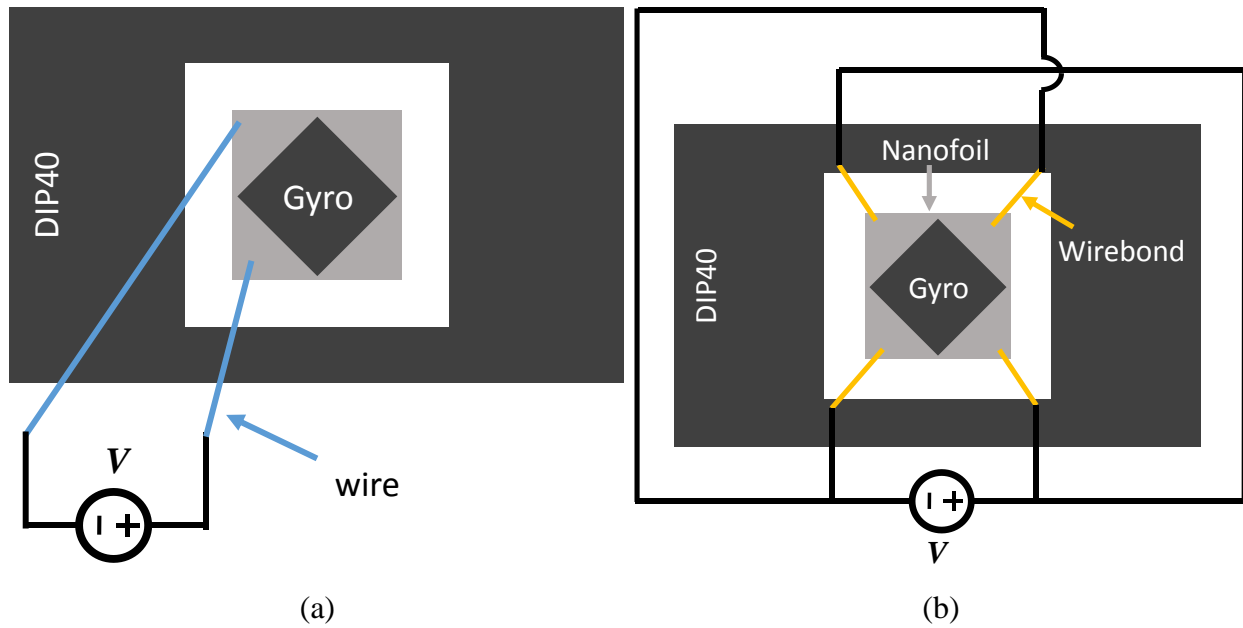 DIP40
Gyro
V
wire
(a)
Nanofoil
Wirebond
DIP40
Gyro
V
(b)